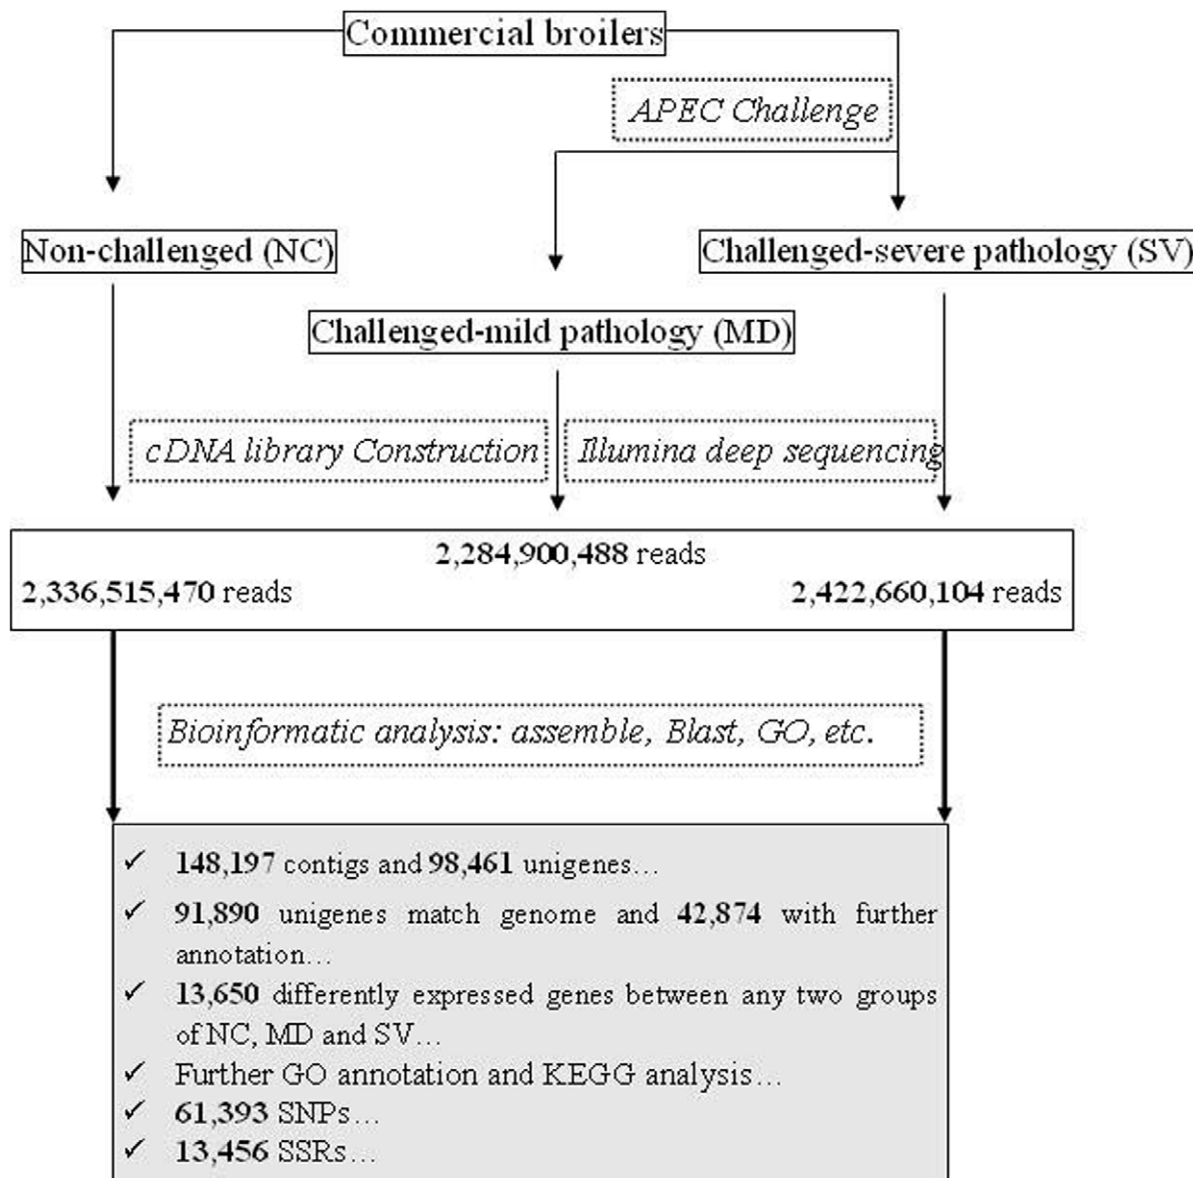 Commercial broilers
APEC Challenge
Non-challenged (NC)
Challenged-severe pathology (SV)
Challenged-mild pathology (MD)
cDNA library Construction
Illumina deep sequencing
2,284,900,488 reads
2,336,515,470 reads
2,422,660,104 reads
Bioinformatic analysis: assemble, Blast, GO, etc.
✓ 148,197 contigs and 98,461 unigenes…
✓ 91,890 unigenes match genome and 42,874 with further
annotation…
✓ 13,650 differently expressed genes between any two groups
of NC, MD and SV…
✓ Further GO annotation and KEGG analysis…
✓ 61,393 SNPs…
✓ 13,456 SSRs…